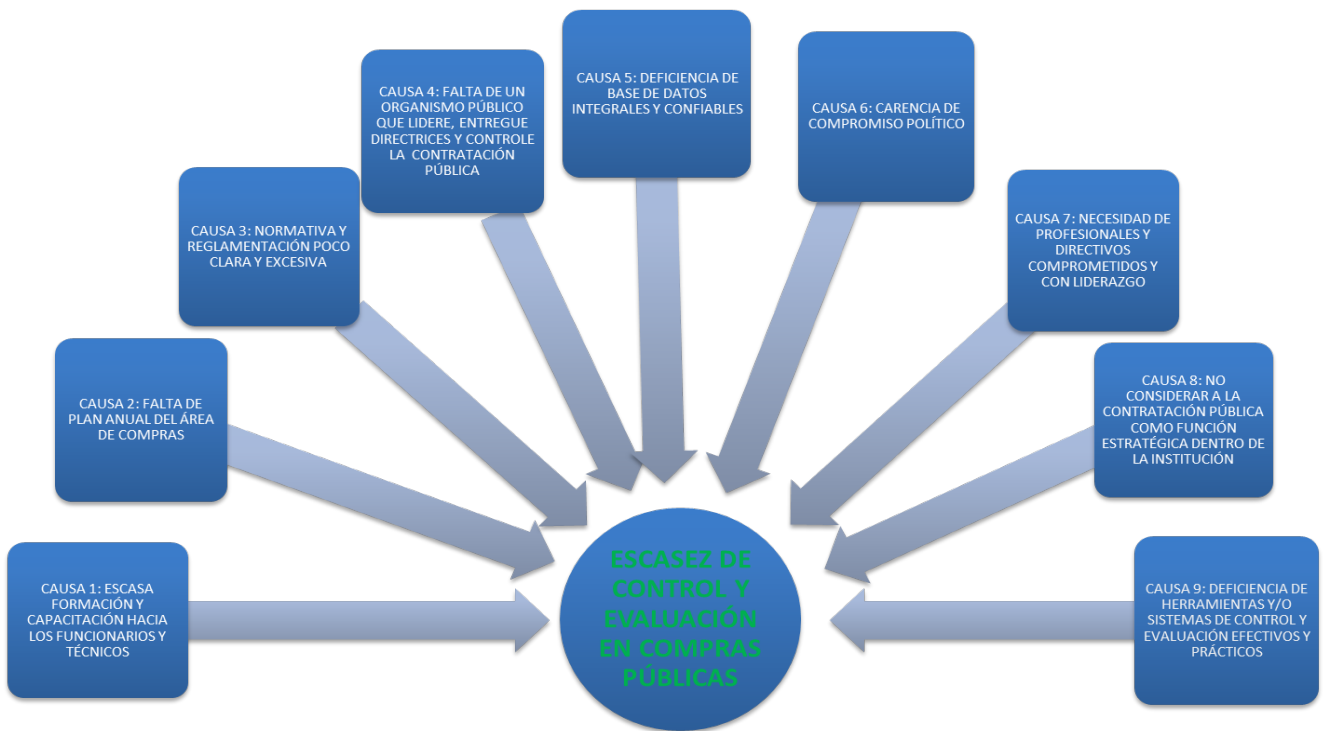 CAUSA 1: ESCASA
FORMACIÓN Y
CAPACITACIÓN HACIA
LOS FUNCIONARIOS Y
TÉCNICOS
CAUSA 2: FALTA DE
PLAN ANUAL DEL ÁREA
DE COMPRAS
CAUSA 3: NORMATIVA Y
REGLAMENTACIÓN POCO
CLARA Y EXCESIVA
CAUSA 4: FALTA DE UN
ORGANISMO PÚBLICO
QUE LIDERE, ENTREGUE
DIRECTRICES Y CONTROLE
LA CONTRATACIÓN
PÚBLICA
CAUSA 5: DEFICIENCIA DE
BASE DE DATOS
INTEGRALES Y CONFIABLES
CAUSA 6: CARENCIA DE
COMPROMISO POLÍTICO
CAUSA 7: NECESIDAD DE
PROFESIONALES Y
DIRECTIVOS
COMPROMETIDOS Y
CON LIDERAZGO
CAUSA 8: NO
CONSIDERAR A LA
CONTRATACIÓN PÚBLICA
COMO FUNCIÓN
ESTRATÉGICA DENTRO DE
LA INSTITUCIÓN
CAUSA 9: DEFICIENCIA DE
HERRAMIENTAS Y/O
SISTEMAS DE CONTROL Y
EVALUACIÓN EFECTIVOS Y
PRÁCTICOS
ESCASEZ DE
CONTROL Y
EVALUACIÓN
EN COMPRAS
PÚBLICAS